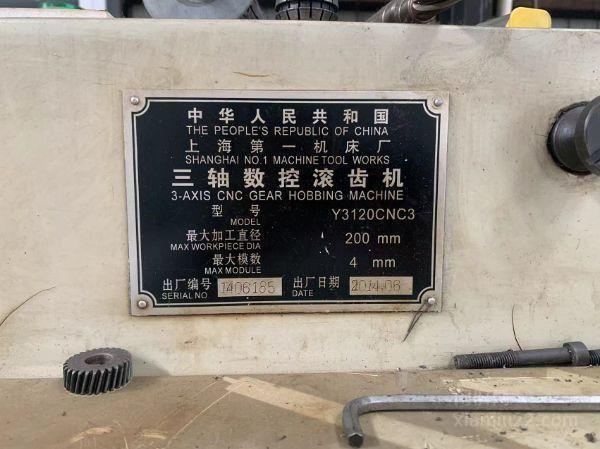 中华人民共和国
THE PEOPLE'S REPUBLIC OF CHINA
上海第一机床厂
SHANGHAI NO.1 MACHINE TOOL WORKS
三轴数控滚齿机
3-AXIS CNC GEAR HOBBING MACHINE
型号 Y3120CNC3
MODEL
最大加工直径 200 mm
MAX WORKPIECE DIA
最大模数 4 mm
MAX MODULE
出厂编号 1406185 出厂日期 2014.06
SERIAL NO DATE